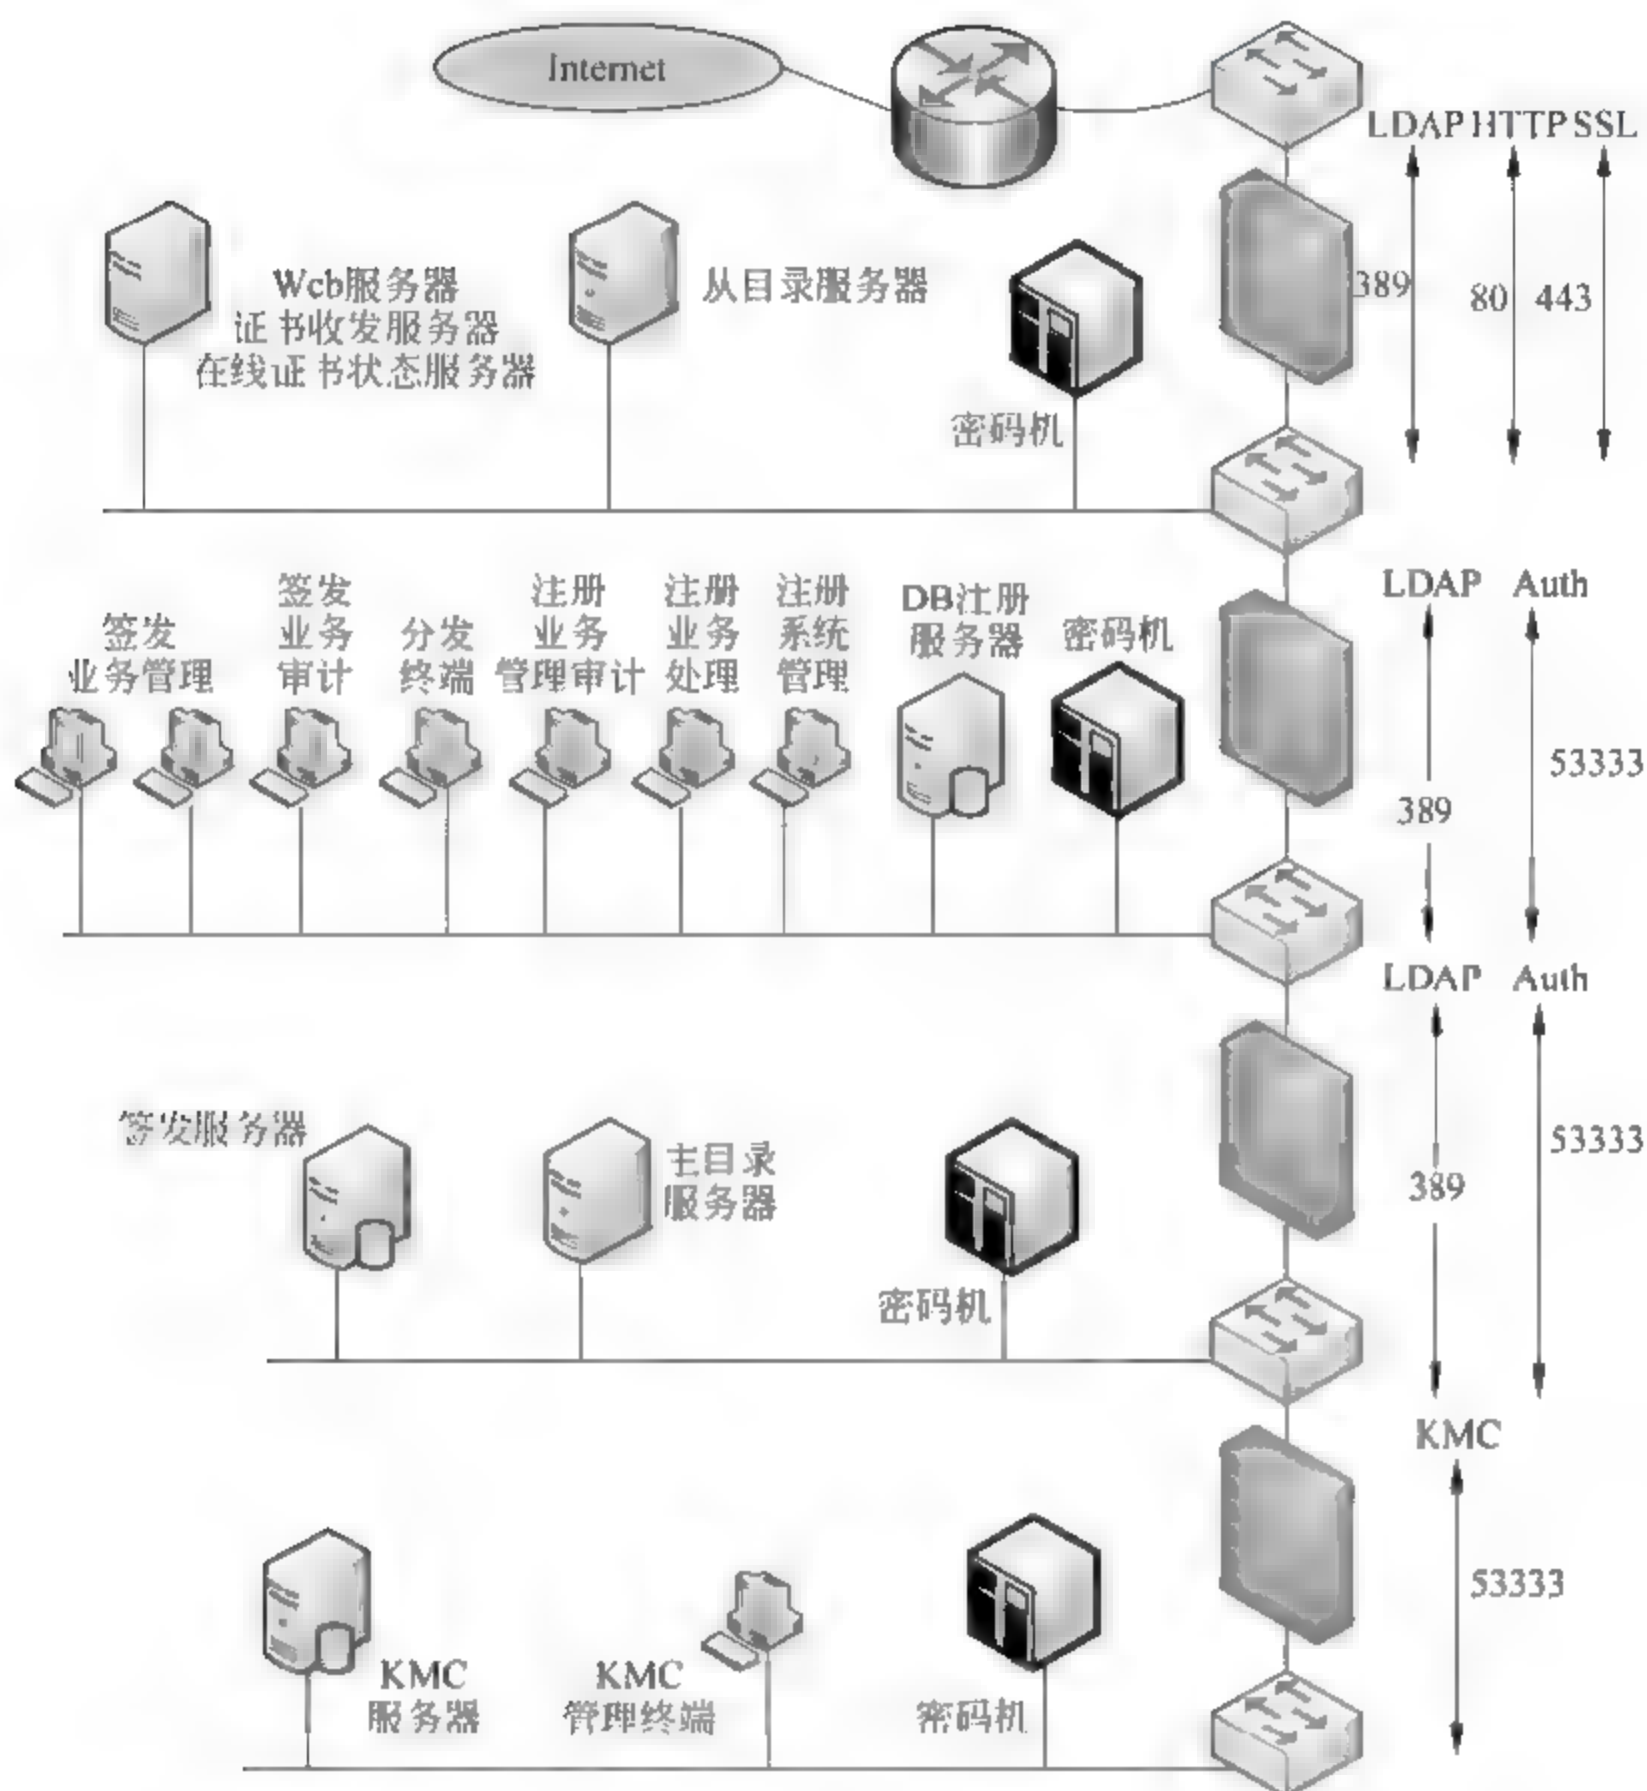 Internet
LDAP HTTP SSL
Web服务器
证书收发服务器
在线证书状态服务器
从目录服务器
密码机
389
80
443
签发
业务管理
签发
业务
审计
分发
终端
注册
业务
管理审计
注册
业务
处理
注册
系统
管理
DB注册
服务器
密码机
LDAP
Auth
389
53333
LDAP
Auth
签发服务器
主目录
服务器
密码机
389
53333
KMC
KMC
服务器
KMC
管理终端
密码机
53333